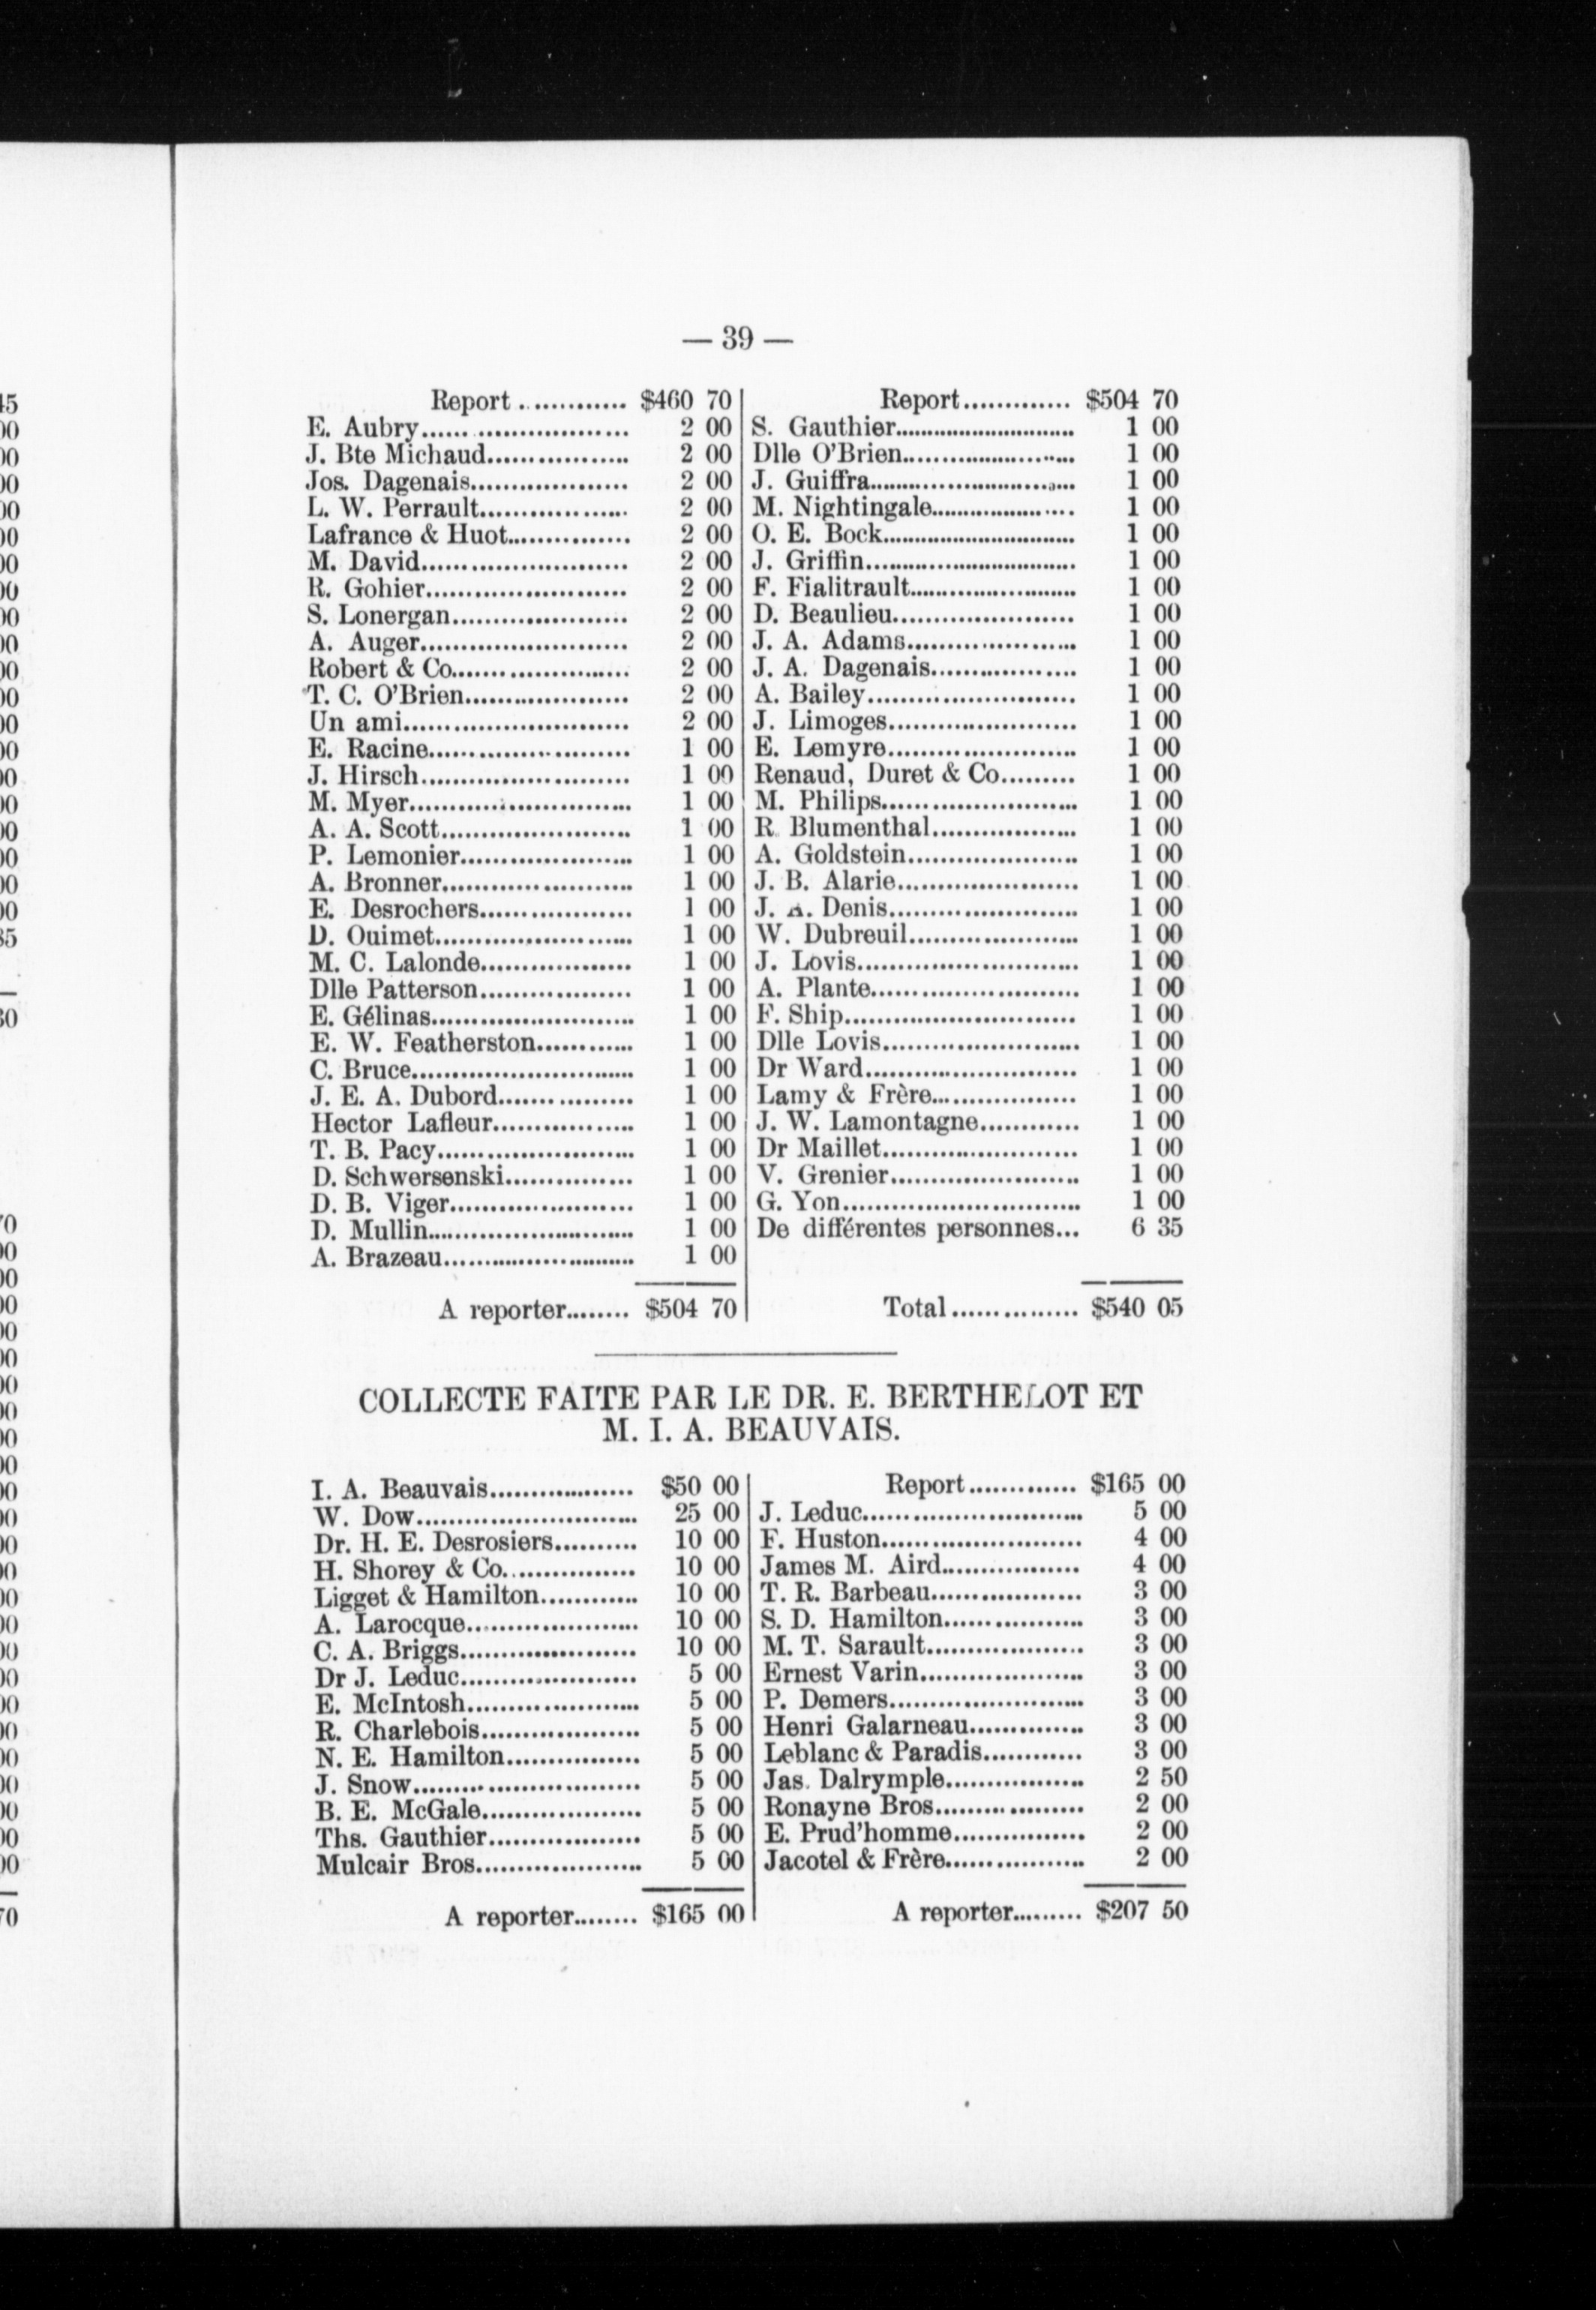 — 39 —
Report ............ $460 70
E. Aubry........................... 2 00
J. Bte Michaud................. 2 00
Jos. Dagenais................... 2 00
L. W. Perrault.................. 2 00
Lafrance & Huot............... 2 00
M. David.......................... 2 00
R. Gohier......................... 2 00
S. Lonergan...................... 2 00
A. Auger.......................... 2 00
Robert & Co...................... 2 00
T. C. O'Brien.................... 2 00
Un ami............................ 2 00
E. Racine......................... 1 00
J. Hirsch.......................... 1 00
M. Myer........................... 1 00
A. A. Scott....................... 1 00
P. Lemonier..................... 1 00
A. Bronner....................... 1 00
E. Desrochers................... 1 00
D. Ouimet........................ 1 00
M. C. Lalonde................... 1 00
Dlle Patterson................... 1 00
E. Gélinas......................... 1 00
E. W. Featherston............ 1 00
C. Bruce........................... 1 00
J. E. A. Dubord................ 1 00
Hector Lafleur.................. 1 00
T. B. Pacy........................ 1 00
D. Schwersenski................ 1 00
D. B. Viger....................... 1 00
D. Mullin......................... 1 00
A. Brazeau....................... 1 00
A reporter........ $504 70
Report............. $504 70
S. Gauthier........................ 1 00
Dlle O'Brien...................... 1 00
J. Guiffra.......................... 1 00
M. Nightingale.................. 1 00
O. E. Bock........................ 1 00
J. Griffin........................... 1 00
F. Fialitrault...................... 1 00
D. Beaulieu....................... 1 00
J. A. Adams...................... 1 00
J. A. Dagenais.................. 1 00
A. Bailey.......................... 1 00
J. Limoges........................ 1 00
E. Lemyre........................ 1 00
Renaud, Duret & Co......... 1 00
M. Philips........................ 1 00
R. Blumenthal.................. 1 00
A. Goldstein..................... 1 00
J. B. Alarie....................... 1 00
J. A. Denis........................ 1 00
W. Dubreuil..................... 1 00
J. Lovis............................ 1 00
A. Plante.......................... 1 00
F. Ship............................. 1 00
Dlle Lovis......................... 1 00
Dr Ward........................... 1 00
Lamy & Frère.................. 1 00
J. W. Lamontagne............ 1 00
Dr Maillet........................ 1 00
V. Grenier........................ 1 00
G. Yon.............................. 1 00
De différentes personnes... 6 35
Total............... $540 05
COLLECTE FAITE PAR LE DR. E. BERTHELOT ET
M. I. A. BEAUVAIS.
I. A. Beauvais.................. $50 00
W. Dow............................ 25 00
Dr. H. E. Desrosiers.......... 10 00
H. Shorey & Co................ 10 00
Ligget & Hamilton............ 10 00
A. Larocque..................... 10 00
C. A. Briggs...................... 10 00
Dr J. Leduc...................... 5 00
E. McIntosh..................... 5 00
R. Charlebois.................... 5 00
N. E. Hamilton................. 5 00
J. Snow............................ 5 00
B. E. McGale.................... 5 00
Ths. Gauthier................... 5 00
Mulcair Bros..................... 5 00
A reporter........ $165 00
Report............. $165 00
J. Leduc........................... 5 00
F. Huston......................... 4 00
James M. Aird................. 4 00
T. R. Barbeau................... 3 00
S. D. Hamilton................. 3 00
M. T. Sarault.................... 3 00
Ernest Varin..................... 3 00
P. Demers........................ 3 00
Henri Galarneau.............. 3 00
Leblanc & Paradis............ 3 00
Jas. Dalrymple................. 2 50
Ronayne Bros................... 2 00
E. Prud'homme................ 2 00
Jacotel & Frère................. 2 00
A reporter......... $207 50